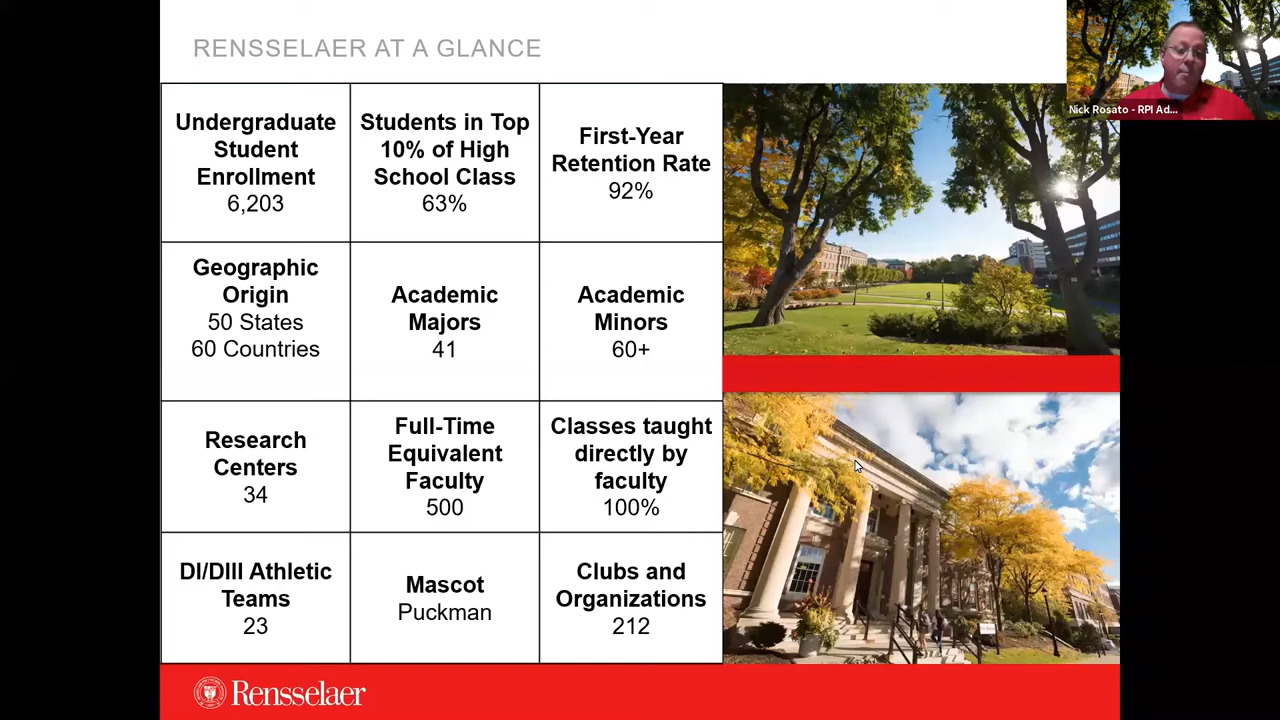 RENSSELAER AT A GLANCE
Nick Rosato - RPI Ad...
Undergraduate
Student
Enrollment
6,203
Students in Top
10% of High
School Class
63%
First-Year
Retention Rate
92%
Geographic
Origin
50 States
60 Countries
Academic
Majors
41
Academic
Minors
60+
Research
Centers
34
Full-Time
Equivalent
Faculty
500
Classes taught
directly by
faculty
100%
DI/DIII Athletic
Teams
23
Mascot
Puckman
Clubs and
Organizations
212
Rensselaer